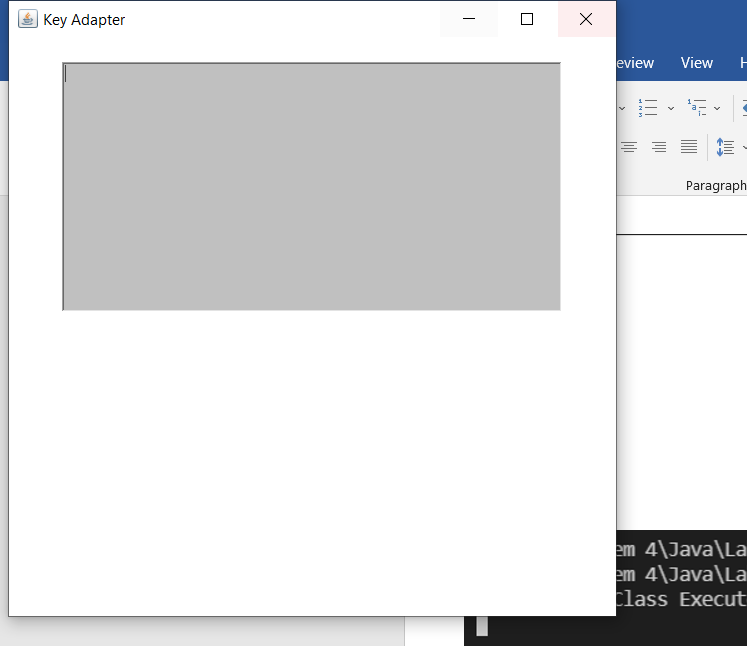 Key Adapter
eview View H
Paragraph
em 4\Java\La
em 4\Java\La
Class Execut